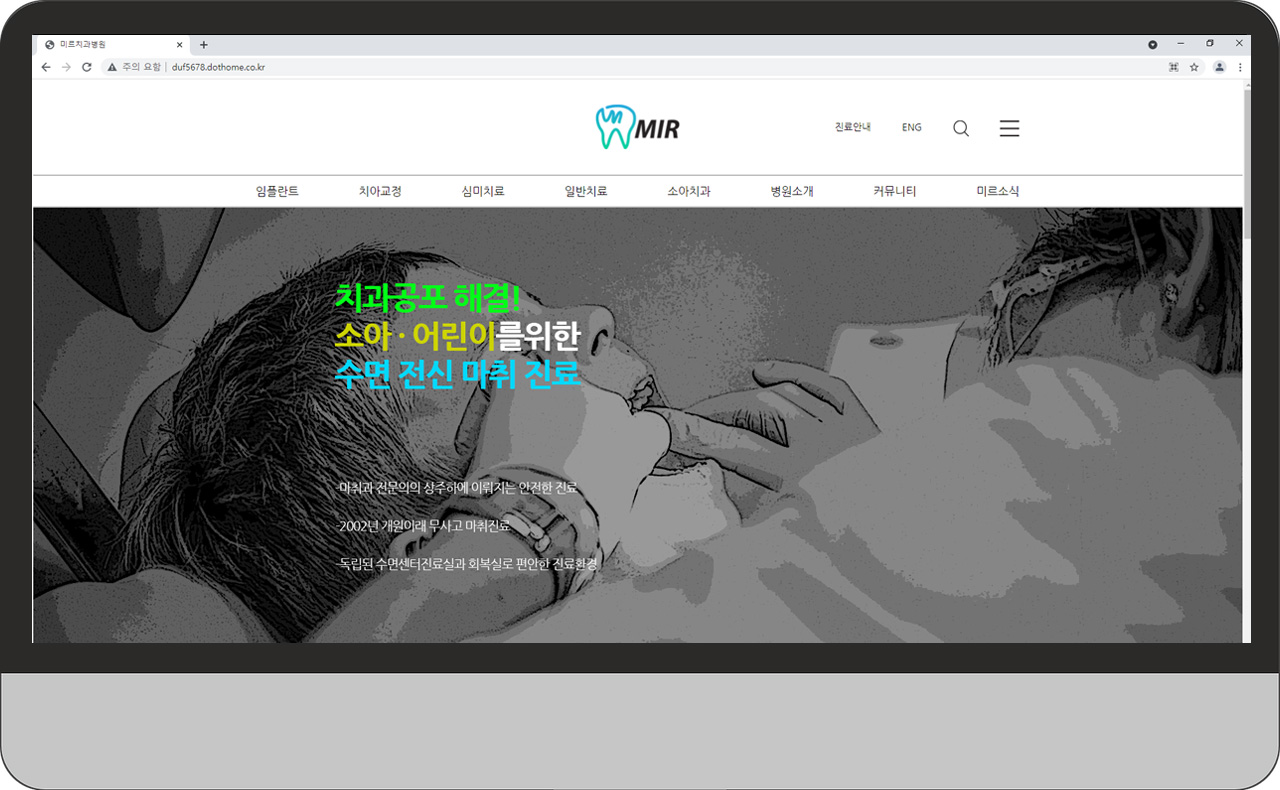 미르치과병원
주의 요함 | duf5678.dothome.co.kr
MIR
진료안내 ENG
임플란트 치아교정 심미치료 일반치료 소아치과 병원소개 커뮤니티 미르소식
치과공포 해결!
소아 · 어린이를위한
수면 전신 마취 진료
-마취과 전문의의 상주하에 이뤄지는 안전한 진료
-2002년 개원이래 무사고 마취진료
-독립된 수면센터진료실과 회복실로 편안한 진료환경